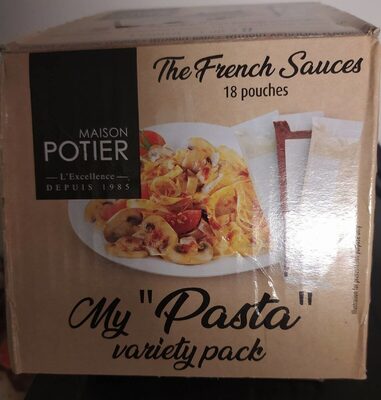 The French Sauces
18 pouches
MAISON
POTIER
L'Excellence
DEPUIS 1985
My "Pasta"
variety pack